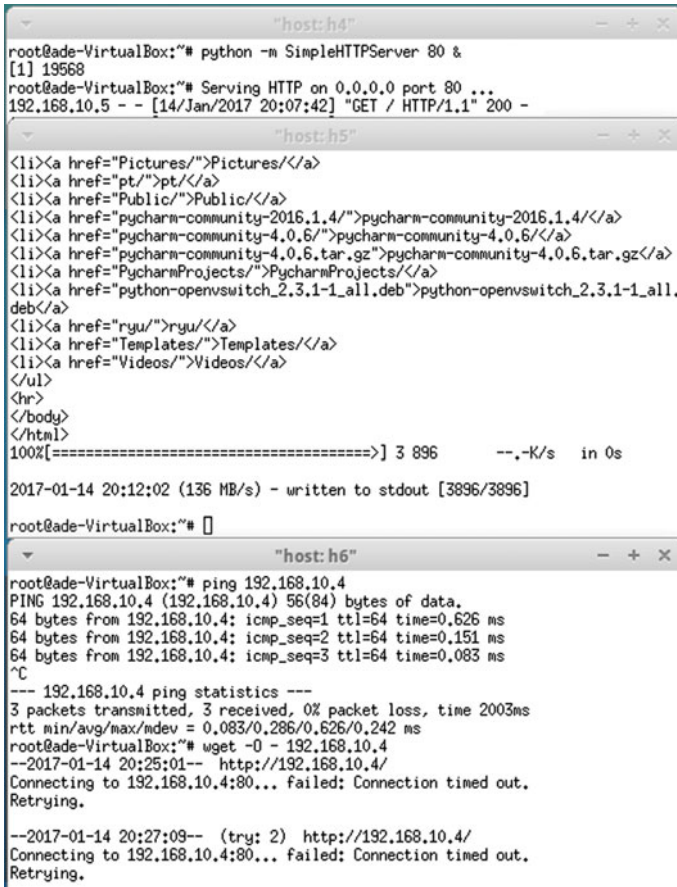 "host: h4"
root@ade-VirtualBox:~# python -m SimpleHTTPServer 80 &
[1] 19568
root@ade-VirtualBox:~# Serving HTTP on 0.0.0.0 port 80 ...
192.168.10.5 - - [14/Jan/2017 20:07:42] "GET / HTTP/1.1" 200 -
"host: h5"
<li><a href="Pictures/">Pictures/</a>
<li><a href="pt/">pt/</a>
<li><a href="Public/">Public/</a>
<li><a href="pycharm-community-2016.1.4/">pycharm-community-2016.1.4/</a>
<li><a href="pycharm-community-4.0.6/">pycharm-community-4.0.6/</a>
<li><a href="pycharm-community-4.0.6.tar.gz">pycharm-community-4.0.6.tar.gz</a>
<li><a href="PycharmProjects/">PycharmProjects/</a>
<li><a href="python-openvswitch_2.3.1-1_all.deb">python-openvswitch_2.3.1-1_all.
deb</a>
<li><a href="ryu/">ryu/</a>
<li><a href="Templates/">Templates/</a>
<li><a href="Videos/">Videos/</a>
</ul>
<hr>
</body>
</html>
100%[======================================>] 3 896 --.-K/s in 0s
2017-01-14 20:12:02 (136 MB/s) - written to stdout [3896/3896]
root@ade-VirtualBox:~#
"host: h6"
root@ade-VirtualBox:~# ping 192.168.10.4
PING 192.168.10.4 (192.168.10.4) 56(84) bytes of data.
64 bytes from 192.168.10.4: icmp_seq=1 ttl=64 time=0.626 ms
64 bytes from 192.168.10.4: icmp_seq=2 ttl=64 time=0.151 ms
64 bytes from 192.168.10.4: icmp_seq=3 ttl=64 time=0.083 ms
^C
--- 192.168.10.4 ping statistics ---
3 packets transmitted, 3 received, 0% packet loss, time 2003ms
rtt min/avg/max/mdev = 0.083/0.286/0.626/0.242 ms
root@ade-VirtualBox:~# wget -O - 192.168.10.4
--2017-01-14 20:25:01-- http://192.168.10.4/
Connecting to 192.168.10.4:80... failed: Connection timed out.
Retrying.
--2017-01-14 20:27:09-- (try: 2) http://192.168.10.4/
Connecting to 192.168.10.4:80... failed: Connection timed out.
Retrying.